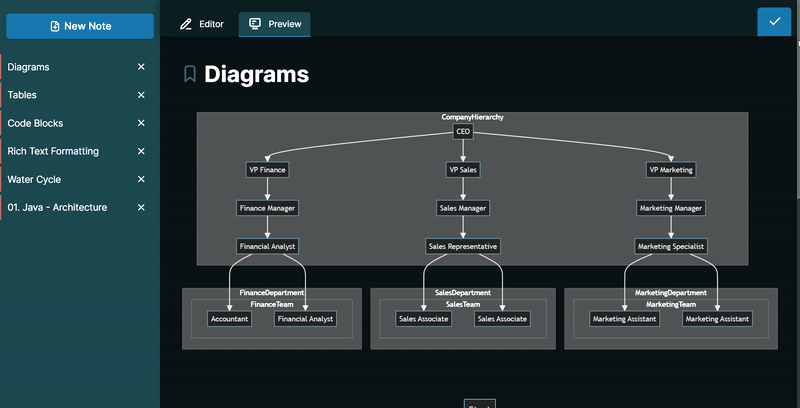 New Note
Diagrams
Tables
Code Blocks
Rich Text Formatting
Water Cycle
01. Java - Architecture
Editor
Preview
Diagrams
CompanyHierarchy
CEO
VP Finance
VP Sales
VP Marketing
Finance Manager
Sales Manager
Marketing Manager
Financial Analyst
Sales Representative
Marketing Specialist
FinanceDepartment
SalesDepartment
MarketingDepartment
FinanceTeam
SalesTeam
MarketingTeam
Accountant
Financial Analyst
Sales Associate
Sales Associate
Marketing Assistant
Marketing Assistant